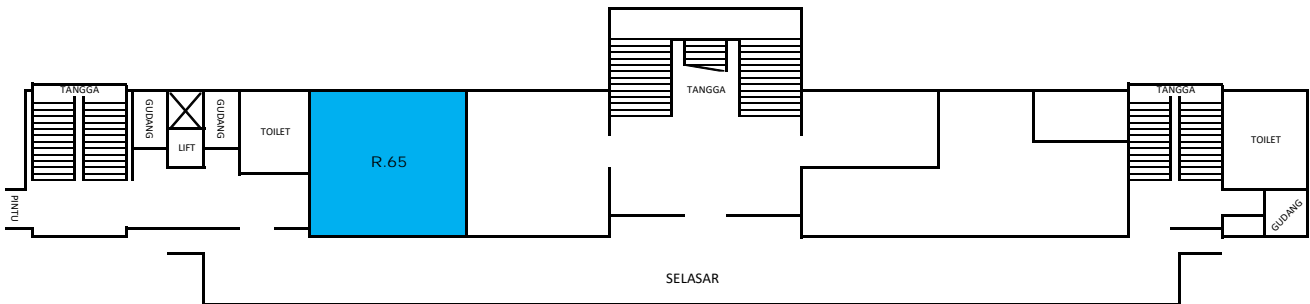 TANGGA
GUDANG
LIFT
GUDANG
TOILET
R.65
TANGGA
TANGGA
TOILET
PINTU
GUDANG
SELASAR